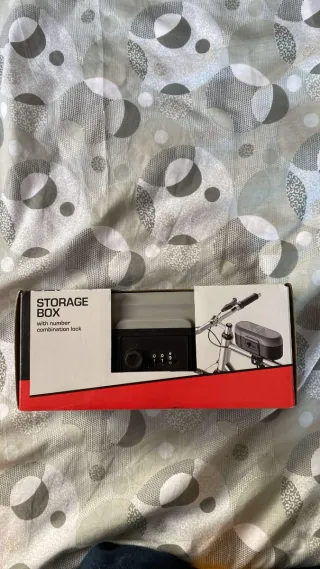 STORAGE
BOX
with number
combination lock